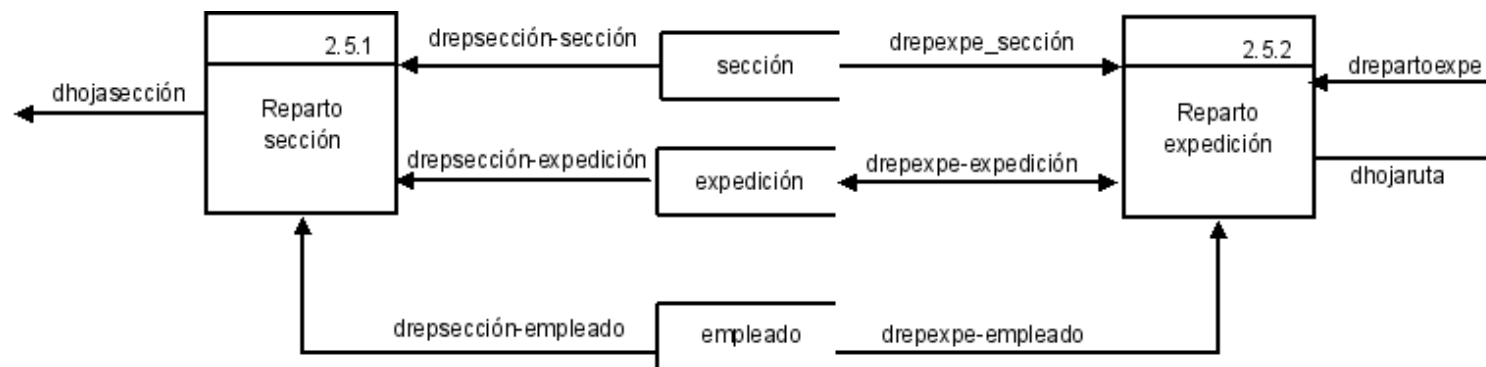 2.5.1
drepsección-sección
sección
drepexpe_sección
2.5.2
drepartoexpe
dhojasección
Reparto
sección
Reparto
expedición
drepsección-expedición
expedición
drepexpe-expedición
dhojaruta
drepsección-empleado
empleado
drepexpe-empleado